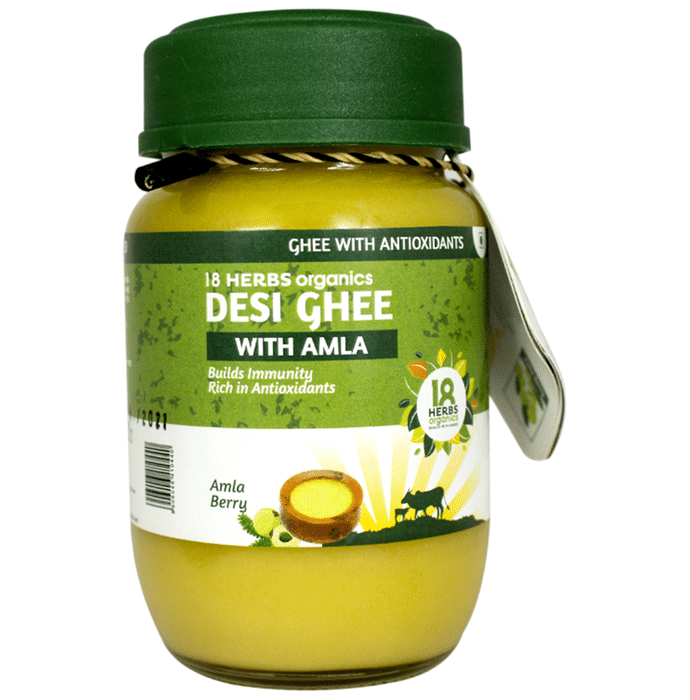 GHEE WITH ANTIOXIDANTS
18 HERBS organics
DESI GHEE
WITH AMLA
Builds Immunity
Rich in Antioxidants
/2021
18
HERBS
organics
Amla
Berry